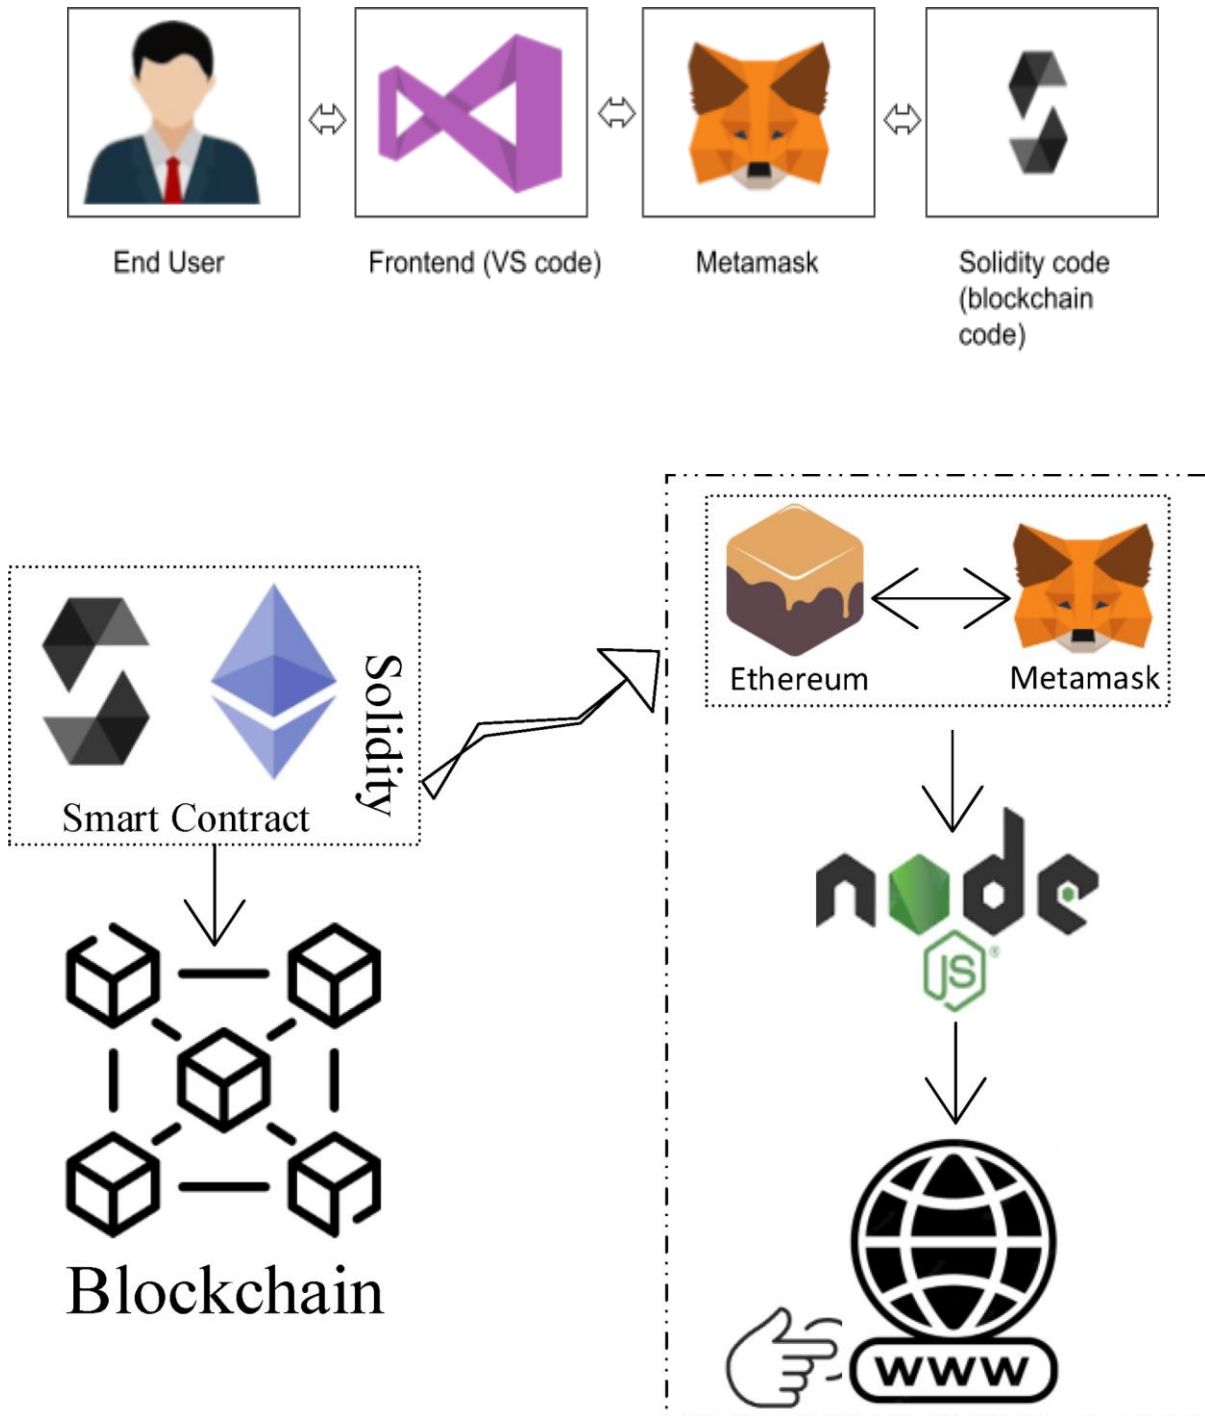 End User
Frontend (VS code)
Metamask
Solidity code
(blockchain
code)
Ethereum
Metamask
Solidity
Smart Contract
node
JS®
Blockchain
www